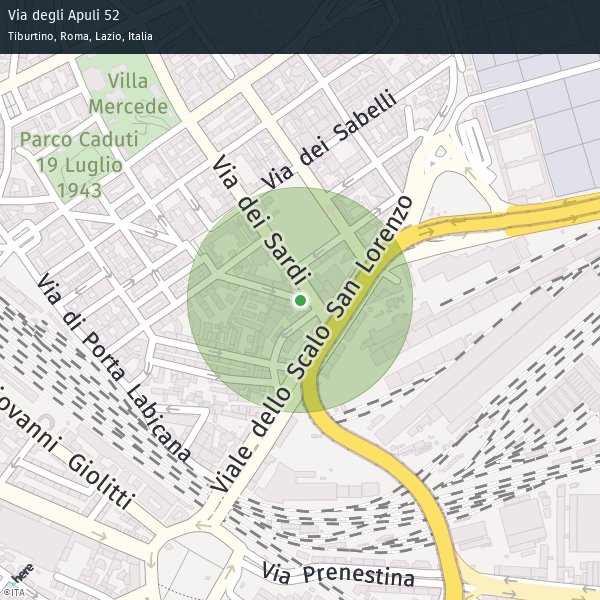 Via degli Apuli 52
Tiburtino, Roma, Lazio, Italia
Villa
Mercede
Parco Caduti
19 Luglio
1943
Via dei Sabelli
Via dei Sardi
Viale dello Scalo San Lorenzo
Via di Porta Labicana
iovanni Giolitti
Via Prenestina
here
©ITA